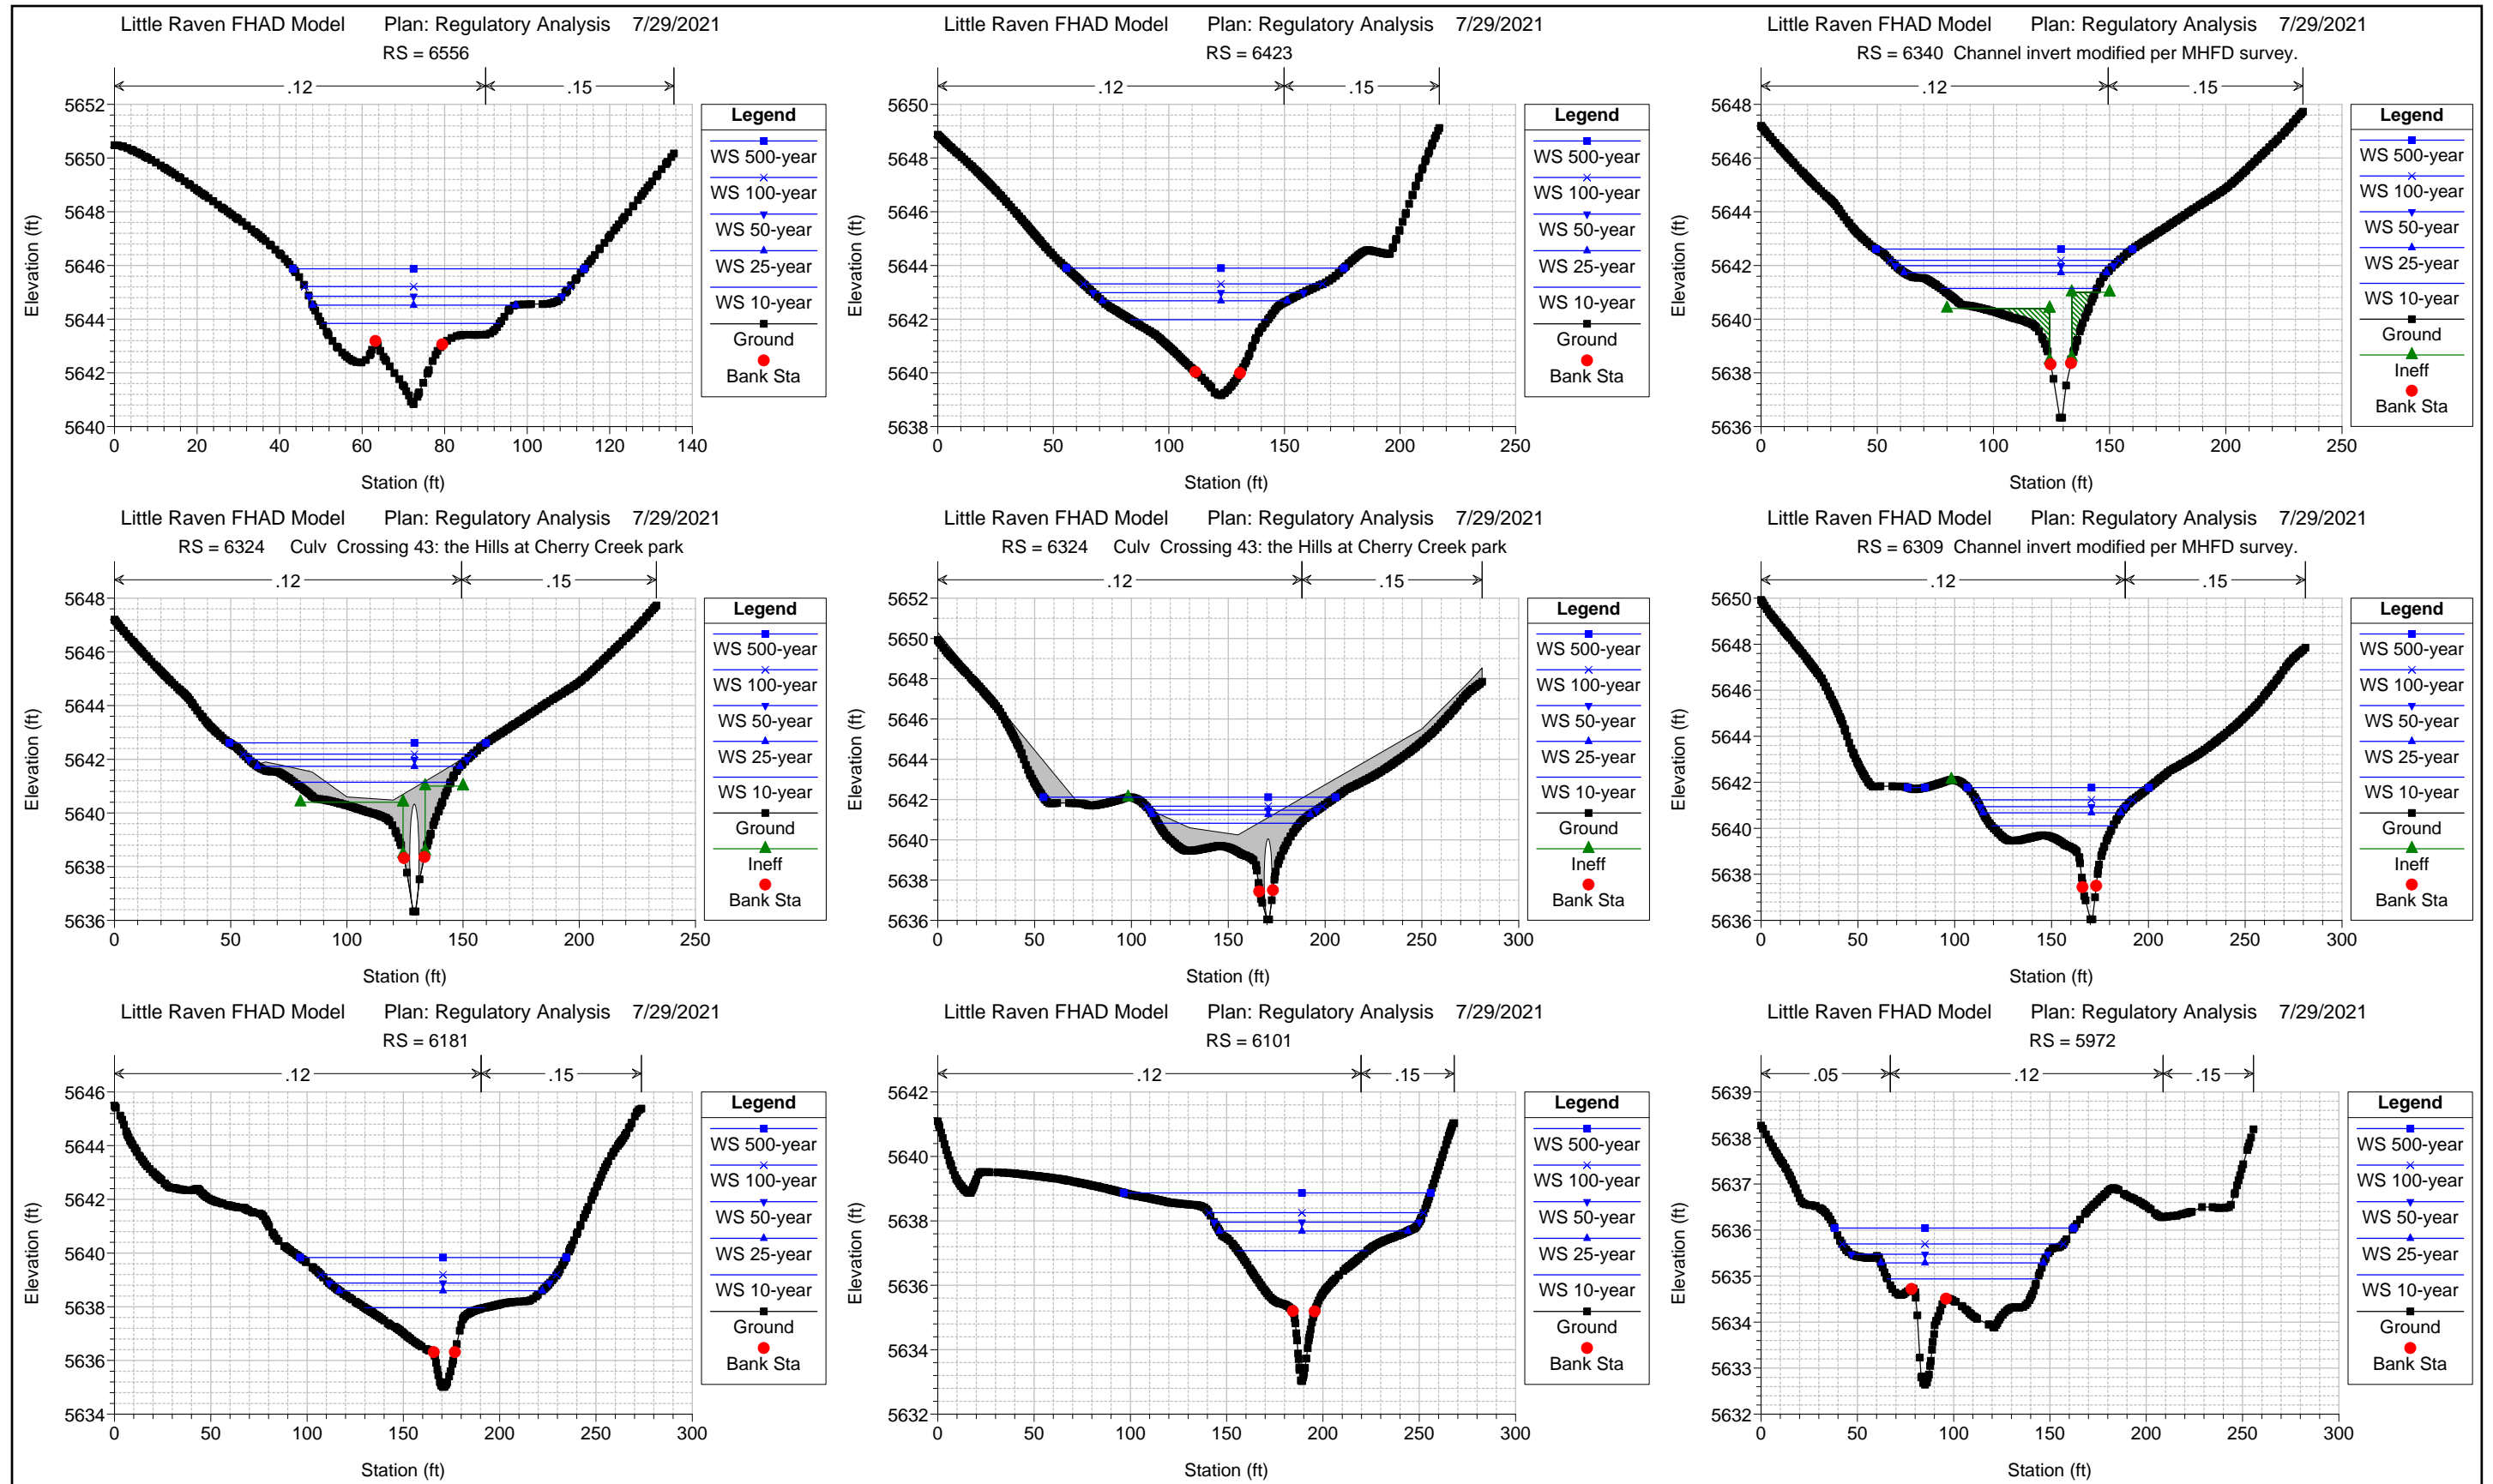 Little Raven FHAD Model Plan: Regulatory Analysis 7/29/2021
RS = 6556
.12 .15
5652
5650
5648
5646
5644
5642
5640
Elevation (ft)
0 20 40 60 80 100 120 140
Station (ft)
Legend
WS 500-year
WS 100-year
WS 50-year
WS 25-year
WS 10-year
Ground
Bank Sta
Little Raven FHAD Model Plan: Regulatory Analysis 7/29/2021
RS = 6423
.12 .15
5650
5648
5646
5644
5642
5640
5638
Elevation (ft)
0 50 100 150 200 250
Station (ft)
Legend
WS 500-year
WS 100-year
WS 50-year
WS 25-year
WS 10-year
Ground
Bank Sta
Little Raven FHAD Model Plan: Regulatory Analysis 7/29/2021
RS = 6340 Channel invert modified per MHFD survey.
.12 .15
5648
5646
5644
5642
5640
5638
5636
Elevation (ft)
0 50 100 150 200 250
Station (ft)
Legend
WS 500-year
WS 100-year
WS 50-year
WS 25-year
WS 10-year
Ground
Ineff
Bank Sta
Little Raven FHAD Model Plan: Regulatory Analysis 7/29/2021
RS = 6324 Culv Crossing 43: the Hills at Cherry Creek park
.12 .15
5648
5646
5644
5642
5640
5638
5636
Elevation (ft)
0 50 100 150 200 250
Station (ft)
Legend
WS 500-year
WS 100-year
WS 50-year
WS 25-year
WS 10-year
Ground
Ineff
Bank Sta
Little Raven FHAD Model Plan: Regulatory Analysis 7/29/2021
RS = 6324 Culv Crossing 43: the Hills at Cherry Creek park
.12 .15
5652
5650
5648
5646
5644
5642
5640
5638
5636
Elevation (ft)
0 50 100 150 200 250 300
Station (ft)
Legend
WS 500-year
WS 100-year
WS 50-year
WS 25-year
WS 10-year
Ground
Ineff
Bank Sta
Little Raven FHAD Model Plan: Regulatory Analysis 7/29/2021
RS = 6309 Channel invert modified per MHFD survey.
.12 .15
5650
5648
5646
5644
5642
5640
5638
5636
Elevation (ft)
0 50 100 150 200 250 300
Station (ft)
Legend
WS 500-year
WS 100-year
WS 50-year
WS 25-year
WS 10-year
Ground
Ineff
Bank Sta
Little Raven FHAD Model Plan: Regulatory Analysis 7/29/2021
RS = 6181
.12 .15
5646
5644
5642
5640
5638
5636
5634
Elevation (ft)
0 50 100 150 200 250 300
Station (ft)
Legend
WS 500-year
WS 100-year
WS 50-year
WS 25-year
WS 10-year
Ground
Bank Sta
Little Raven FHAD Model Plan: Regulatory Analysis 7/29/2021
RS = 6101
.12 .15
5642
5640
5638
5636
5634
5632
Elevation (ft)
0 50 100 150 200 250 300
Station (ft)
Legend
WS 500-year
WS 100-year
WS 50-year
WS 25-year
WS 10-year
Ground
Bank Sta
Little Raven FHAD Model Plan: Regulatory Analysis 7/29/2021
RS = 5972
.05 .12 .15
5639
5638
5637
5636
5635
5634
5633
5632
Elevation (ft)
0 50 100 150 200 250 300
Station (ft)
Legend
WS 500-year
WS 100-year
WS 50-year
WS 25-year
WS 10-year
Ground
Bank Sta